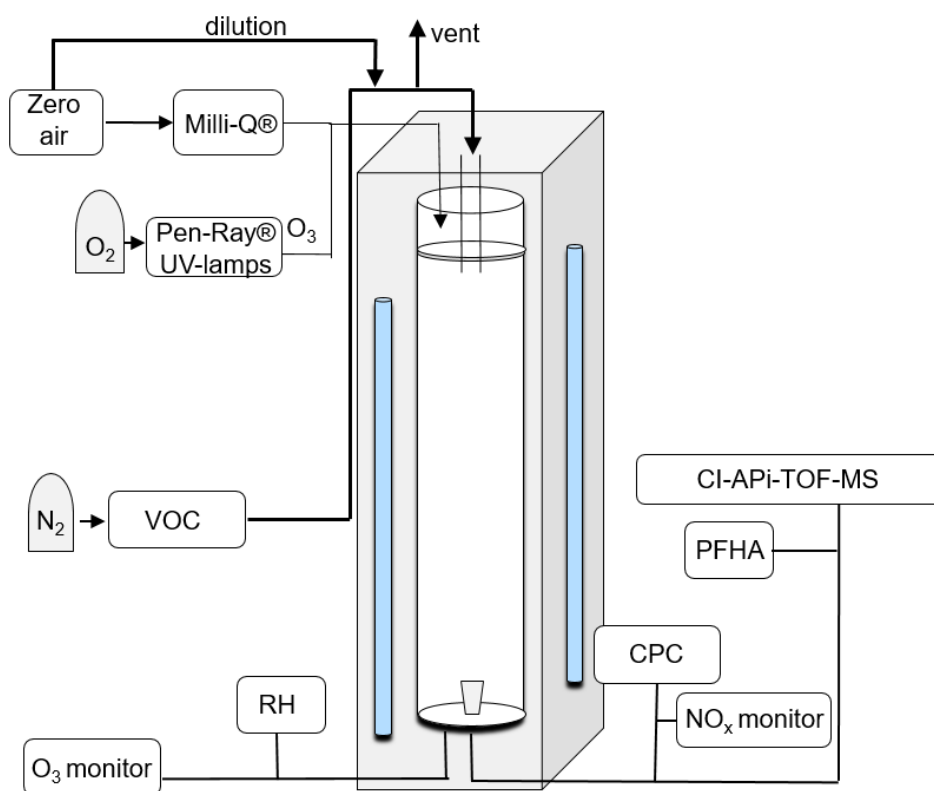 dilution
vent
Zero
air
Milli-Q®
O₂
Pen-Ray®
UV-lamps
O₃
N₂
VOC
CI-APi-TOF-MS
PFHA
CPC
RH
NOₓ monitor
O₃ monitor